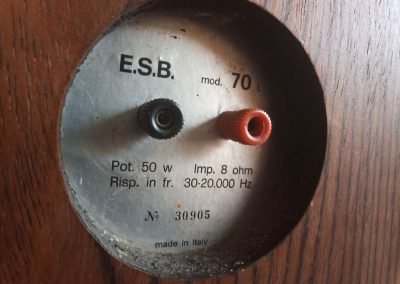 E.S.B. mod. 70 L
Pot. 50 w Imp. 8 ohm
Risp. in fr. 30-20.000 Hz
№ 30905
made in Italy